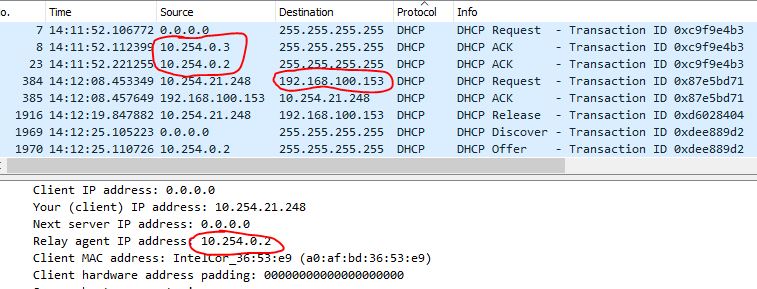 o. Time Source Destination Protocol Info
7 14:11:52.106772 0.0.0.0 255.255.255.255 DHCP DHCP Request - Transaction ID 0xc9f9e4b3
8 14:11:52.112399 10.254.0.3 255.255.255.255 DHCP DHCP ACK - Transaction ID 0xc9f9e4b3
23 14:11:52.221255 10.254.0.2 255.255.255.255 DHCP DHCP ACK - Transaction ID 0xc9f9e4b3
384 14:12:08.453349 10.254.21.248 192.168.100.153 DHCP DHCP Request - Transaction ID 0x87e5bd71
385 14:12:08.457649 192.168.100.153 10.254.21.248 DHCP DHCP ACK - Transaction ID 0x87e5bd71
1916 14:12:19.847882 10.254.21.248 192.168.100.153 DHCP DHCP Release - Transaction ID 0xd6028404
1969 14:12:25.105223 0.0.0.0 255.255.255.255 DHCP DHCP Discover - Transaction ID 0xdee889d2
1970 14:12:25.110726 10.254.0.2 255.255.255.255 DHCP DHCP Offer - Transaction ID 0xdee889d2
Client IP address: 0.0.0.0
Your (client) IP address: 10.254.21.248
Next server IP address: 0.0.0.0
Relay agent IP address: 10.254.0.2
Client MAC address: IntelCor_36:53:e9 (a0:af:bd:36:53:e9)
Client hardware address padding: 00000000000000000000